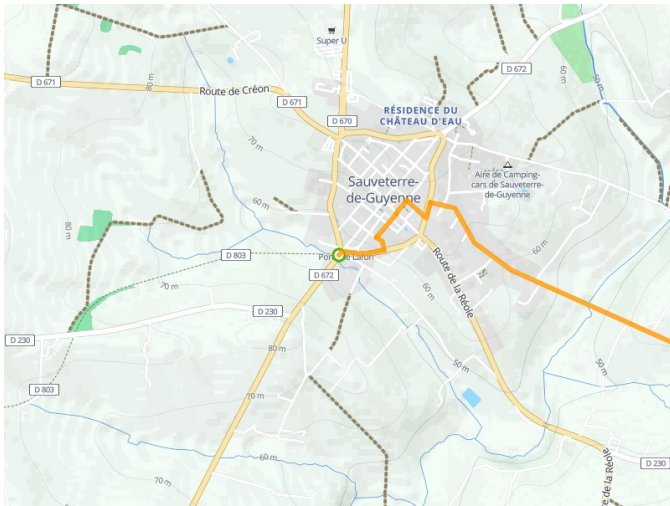 Super U
D 671
80 m
Route de Créon
D 671
D 672
60 m
50 m
D 670
RÉSIDENCE DU
CHÂTEAU D'EAU
70 m
Aire de Camping-
cars de Sauveterre-
de-Guyenne
Sauveterre-
de-Guyenne
60 m
80 m
60 m
D 803
de Lafon
D 672
70 m
Route de la Réole
60 m
D 230
D 230
80 m
50 m
50 m
D 803
70 m
60 m
D 230
la Réole